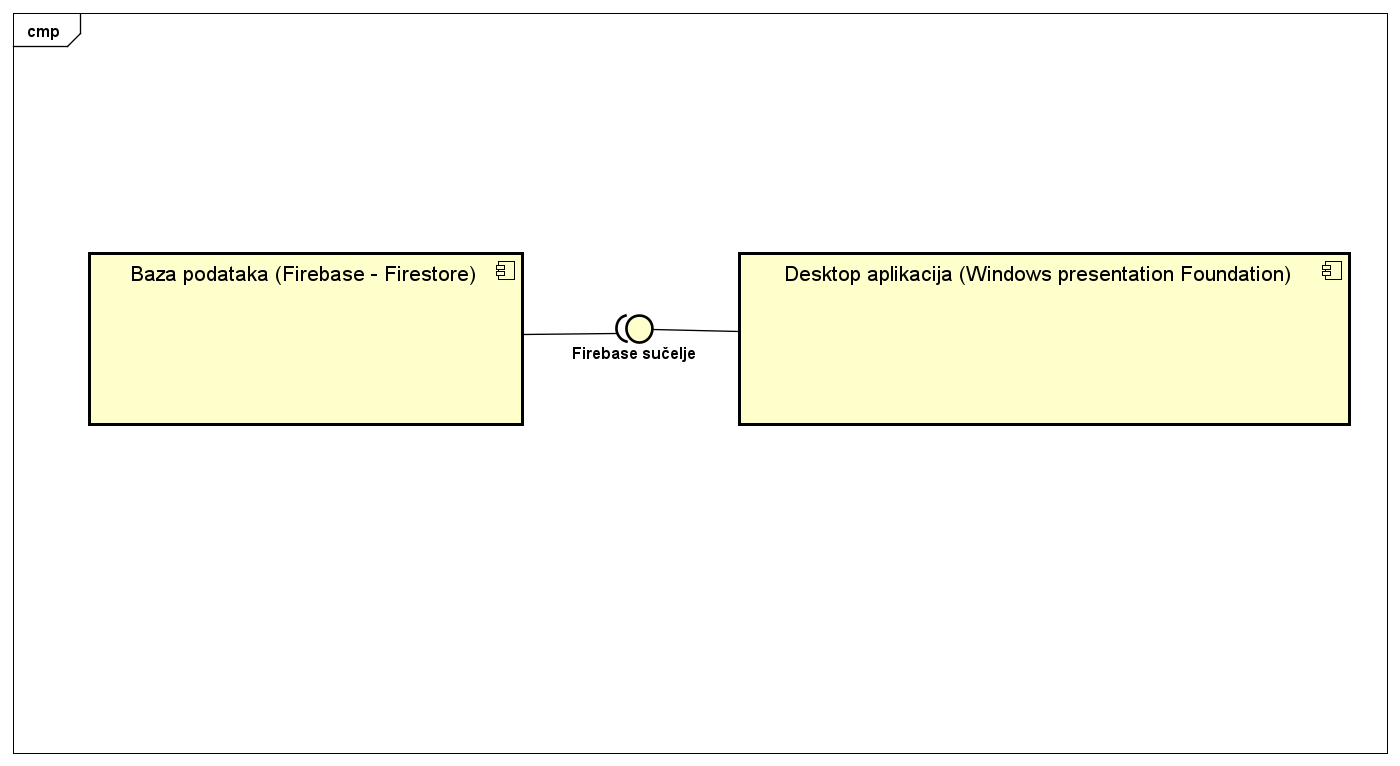 cmp
Baza podataka (Firebase - Firestore)
Desktop aplikacija (Windows presentation Foundation)
Firebase sučelje